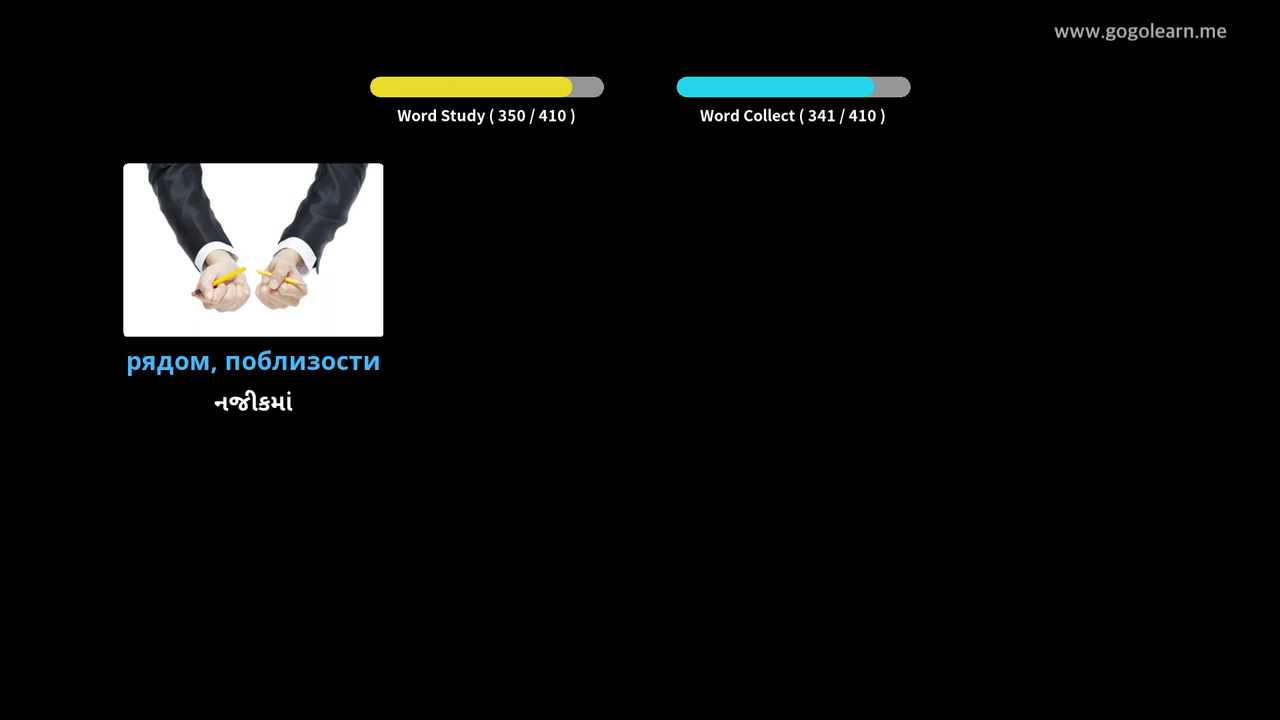 www.gogolearn.me
Word Study ( 350 / 410 )
Word Collect ( 341 / 410 )
рядом, поблизости
નજીકમાં